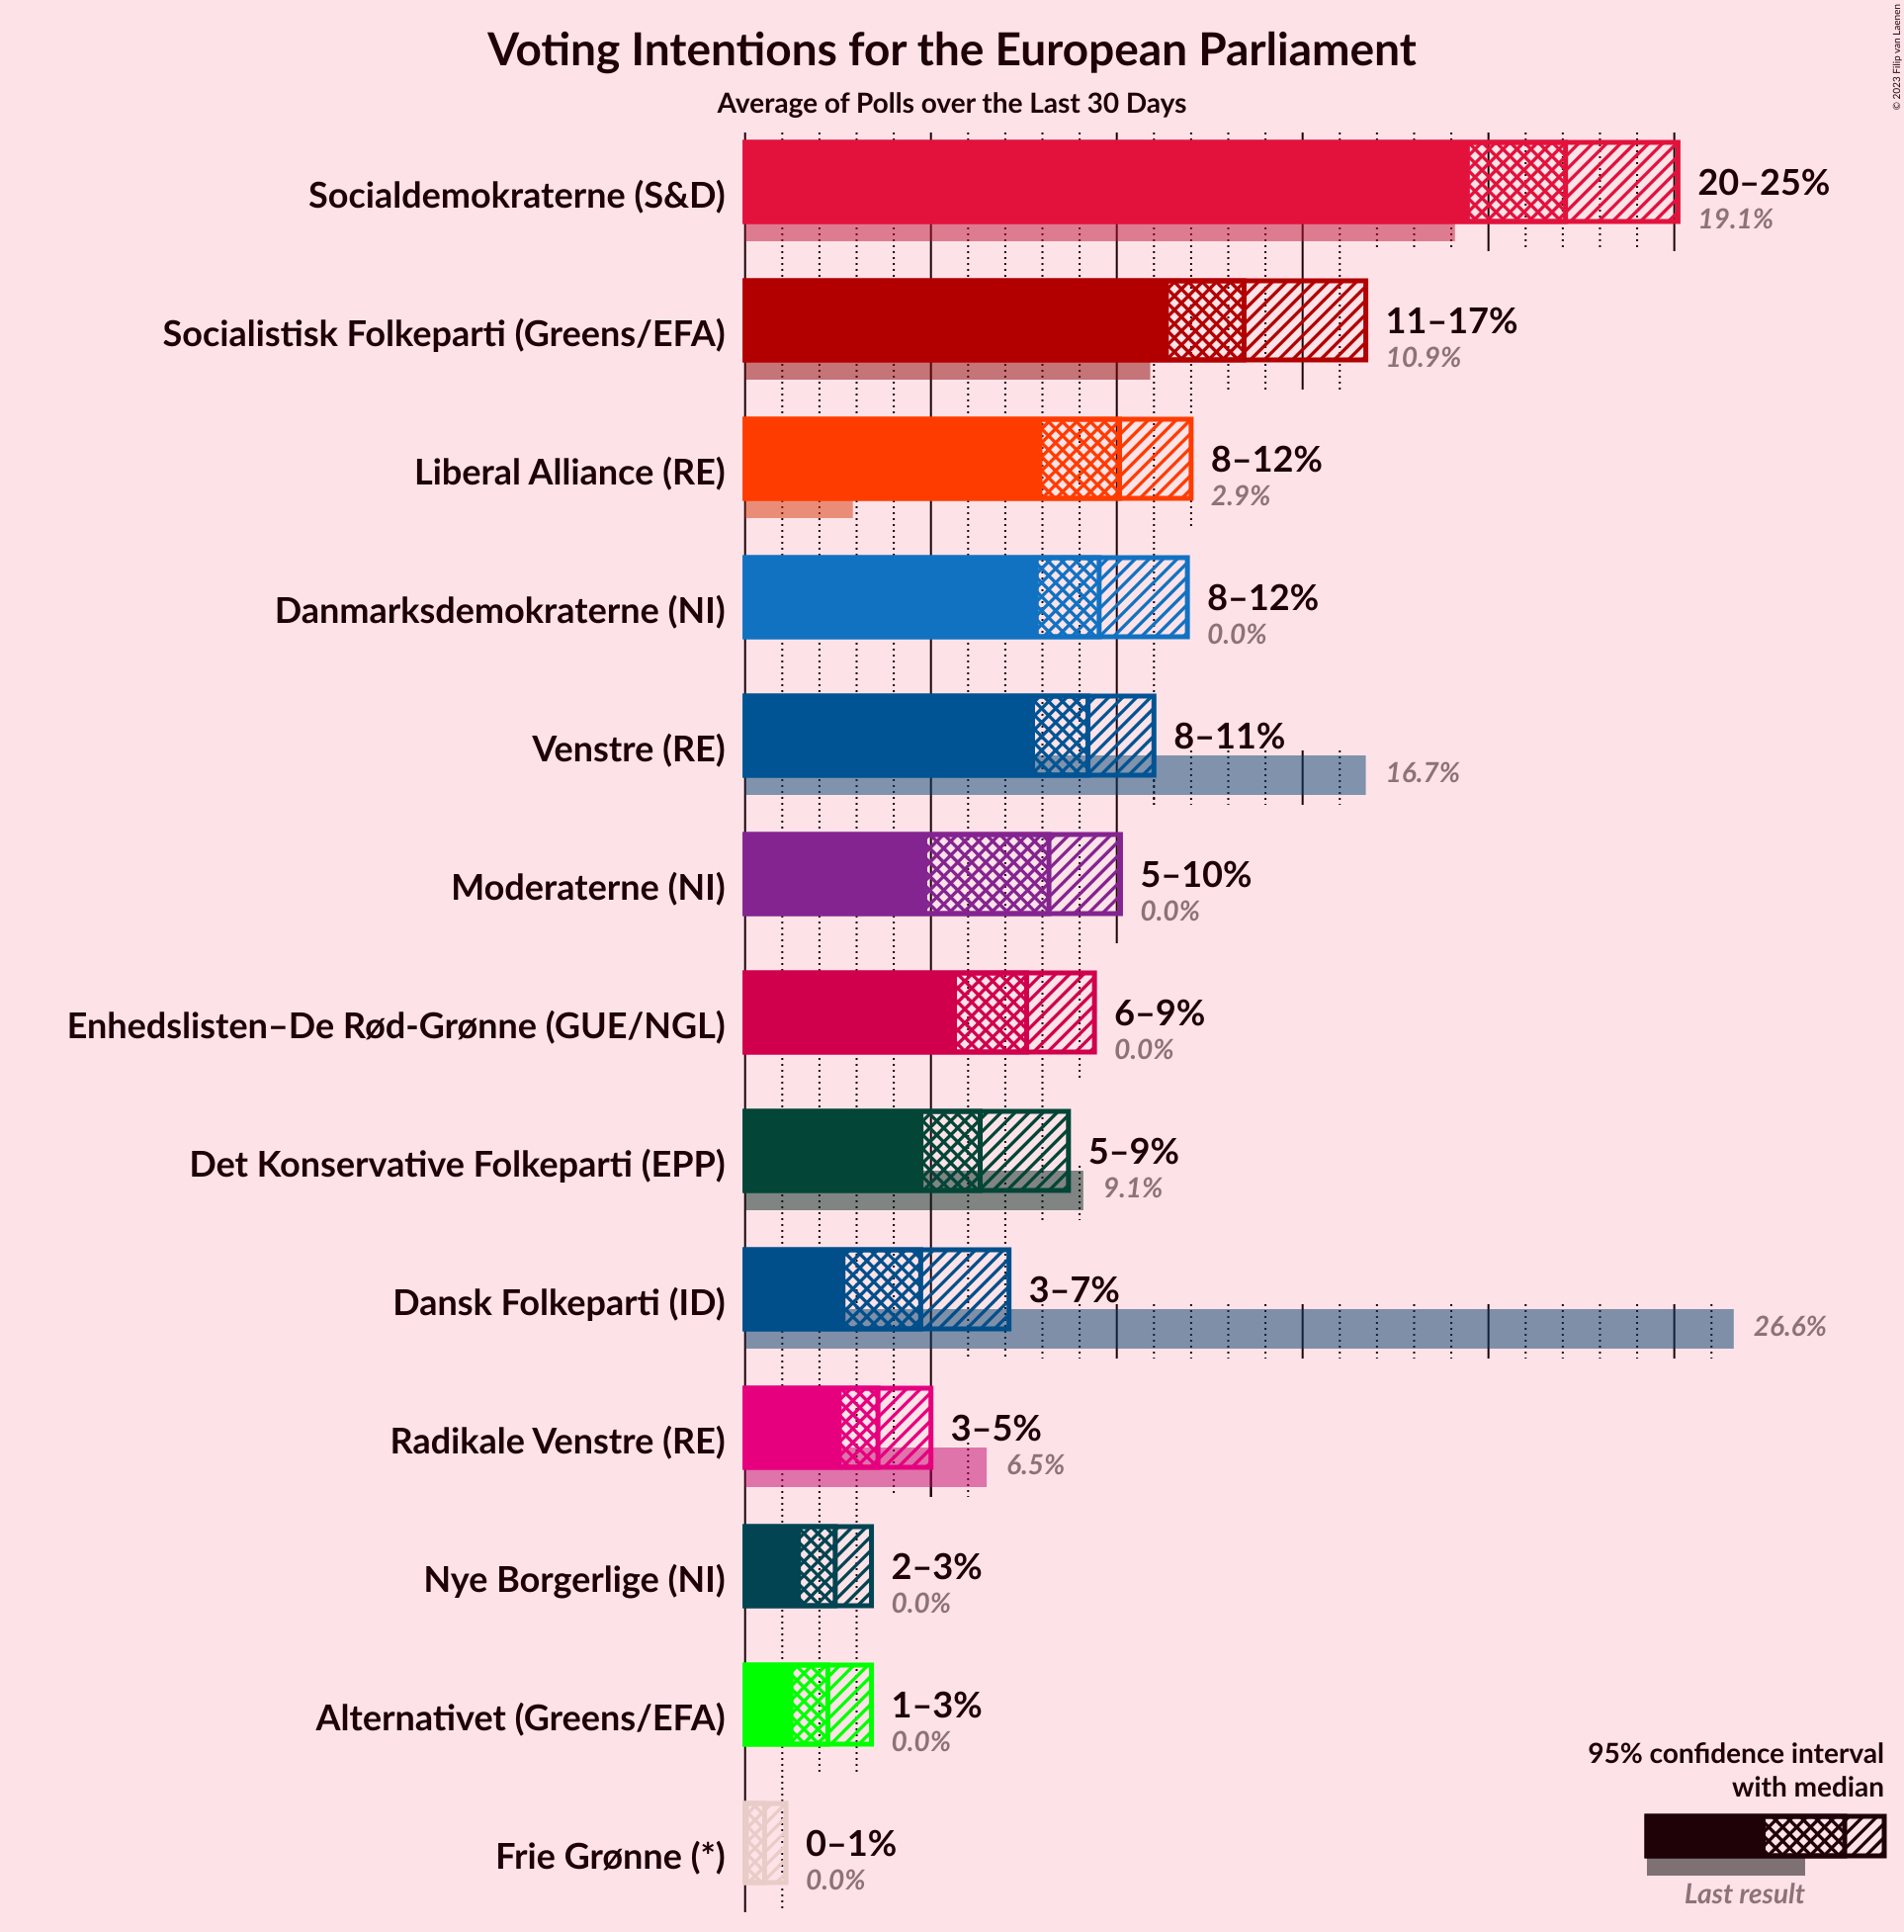 Voting Intentions for the European Parliament
Average of Polls over the Last 30 Days
© 2023 Filip van Laenen
Socialdemokraterne (S&D)
20–25%
19.1%
Socialistisk Folkeparti (Greens/EFA)
11–17%
10.9%
Liberal Alliance (RE)
8–12%
2.9%
Danmarksdemokraterne (NI)
8–12%
0.0%
Venstre (RE)
8–11%
16.7%
Moderaterne (NI)
5–10%
0.0%
Enhedslisten–De Rød-Grønne (GUE/NGL)
6–9%
0.0%
Det Konservative Folkeparti (EPP)
5–9%
9.1%
Dansk Folkeparti (ID)
3–7%
26.6%
Radikale Venstre (RE)
3–5%
6.5%
Nye Borgerlige (NI)
2–3%
0.0%
Alternativet (Greens/EFA)
1–3%
0.0%
Frie Grønne (*)
0–1%
0.0%
95% confidence interval
with median
Last result